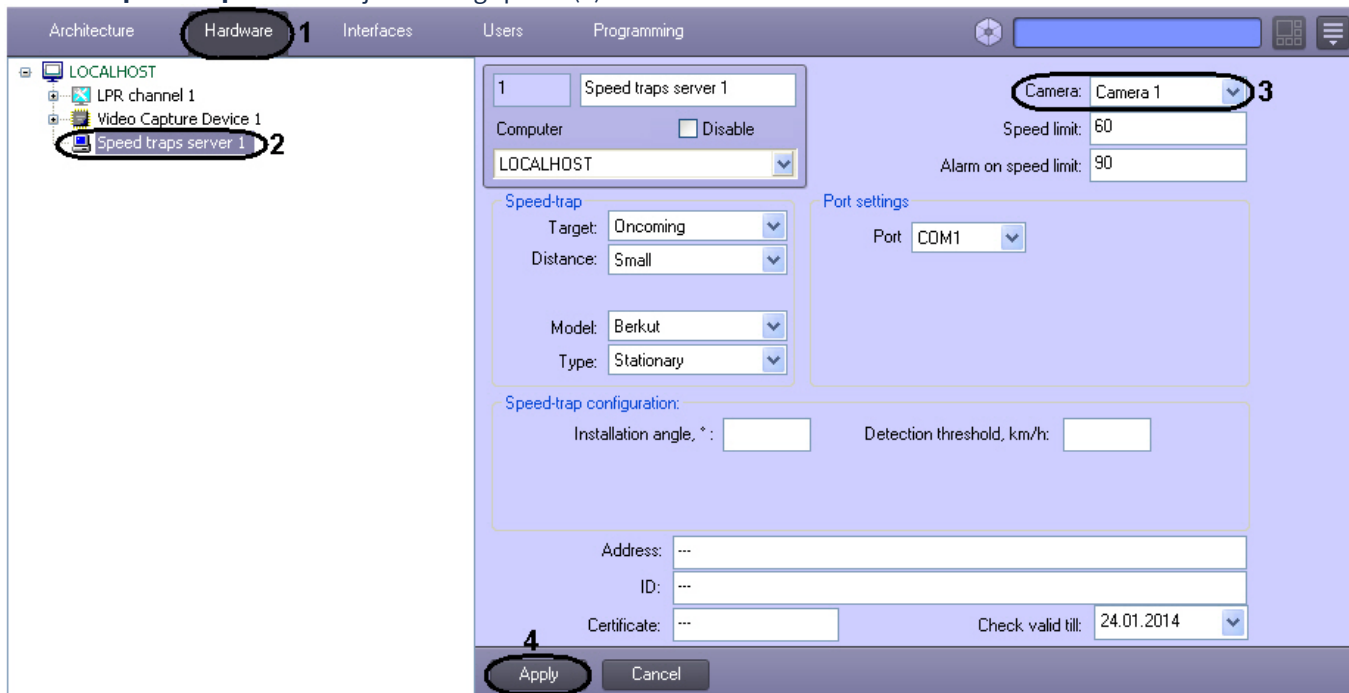 Architecture Hardware 1 Interfaces Users Programming
LOCALHOST
LPR channel 1
Video Capture Device 1
Speed traps server 1 2
1 Speed traps server 1
Computer Disable
LOCALHOST
Camera: Camera 1 3
Speed limit: 60
Alarm on speed limit: 90
Speed-trap
Target: Oncoming
Distance: Small
Model: Berkut
Type: Stationary
Port settings
Port COM1
Speed-trap configuration:
Installation angle, ° : Detection threshold, km/h:
Address: ---
ID: ---
Certificate: --- Check valid till: 24.01.2014
4
Apply Cancel